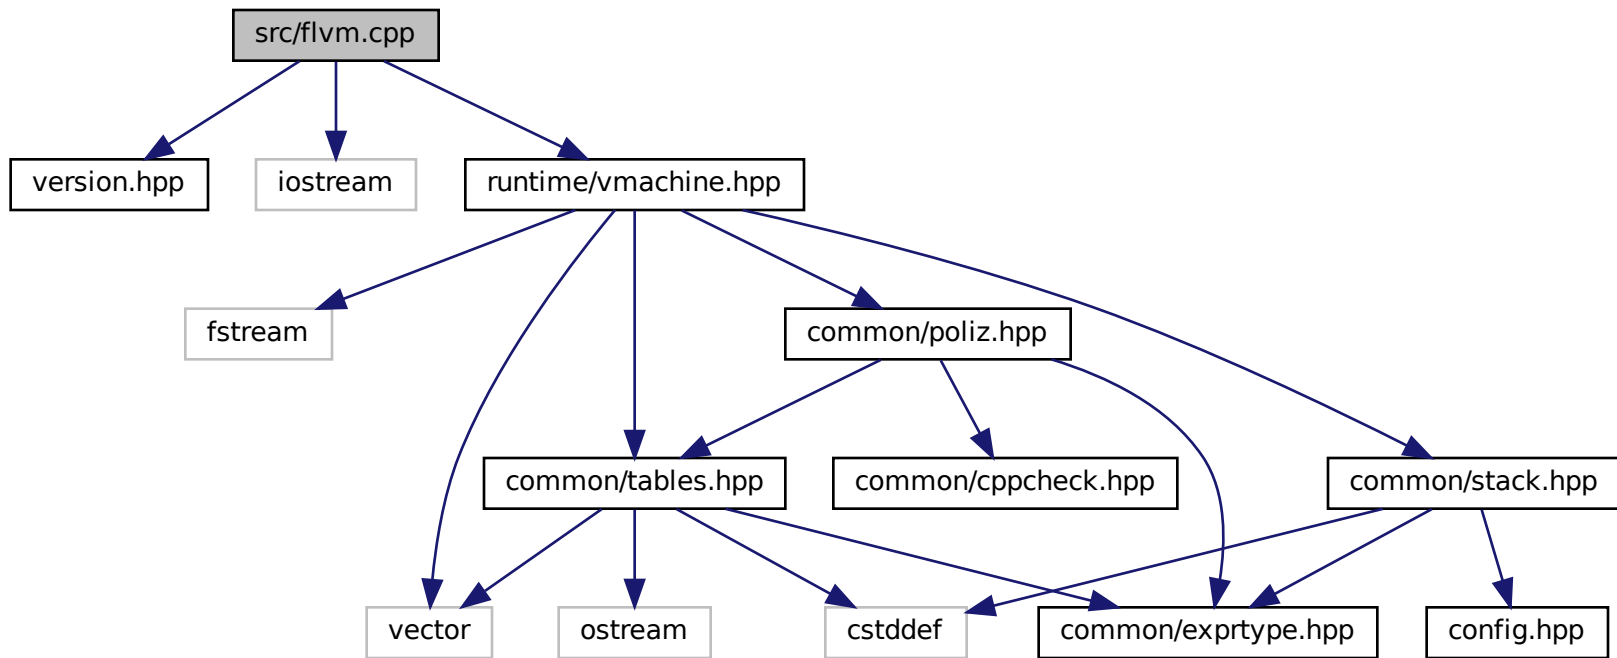 src/flvm.cpp
version.hpp
iostream
runtime/vmachine.hpp
fstream
common/poliz.hpp
common/tables.hpp
common/cppcheck.hpp
common/stack.hpp
vector
ostream
cstddef
common/exprtype.hpp
config.hpp